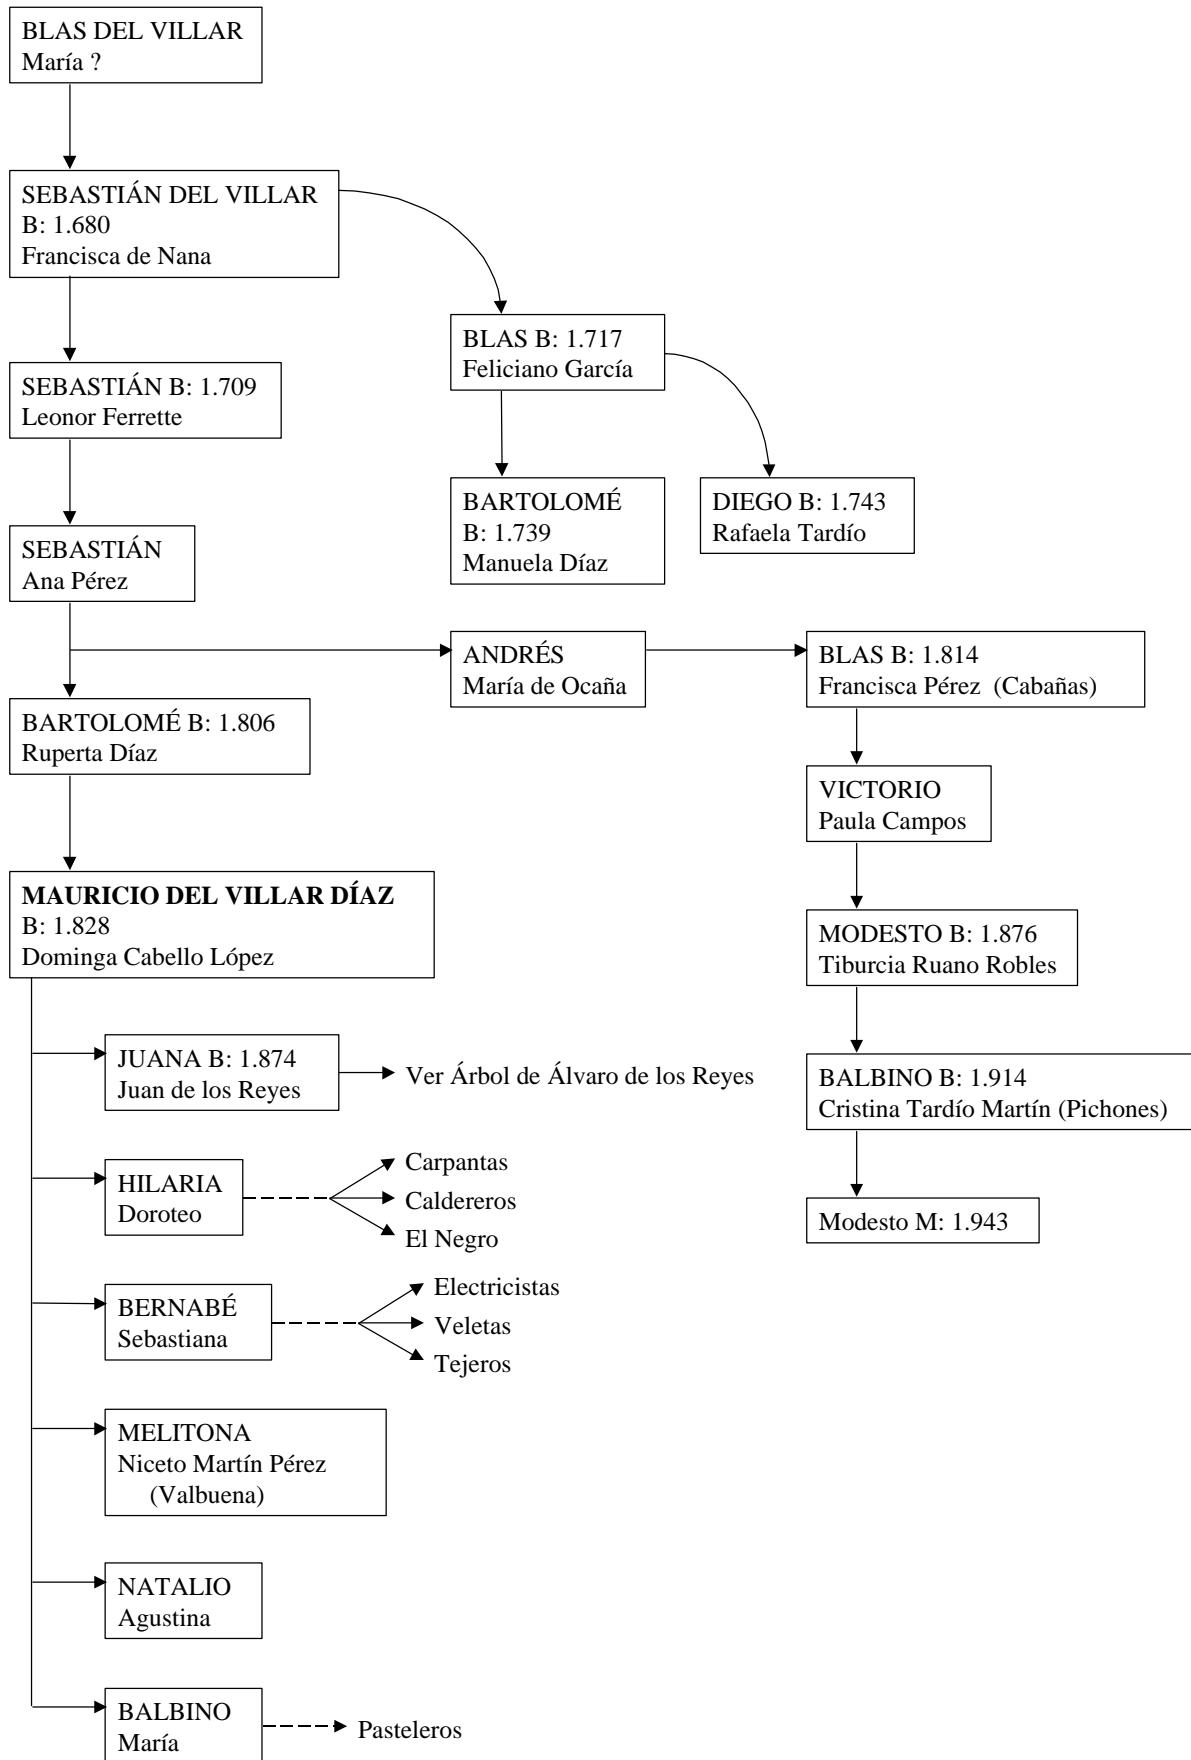 BLAS DEL VILLAR
María ?
SEBASTIÁN DEL VILLAR
B: 1.680
Francisca de Nana
BLAS B: 1.717
Feliciano García
SEBASTIÁN B: 1.709
Leonor Ferrette
BARTOLOMÉ
B: 1.739
Manuela Díaz
DIEGO B: 1.743
Rafaela Tardío
SEBASTIÁN
Ana Pérez
ANDRÉS
María de Ocaña
BLAS B: 1.814
Francisca Pérez (Cabañas)
BARTOLOMÉ B: 1.806
Ruperta Díaz
VICTORIO
Paula Campos
MAURICIO DEL VILLAR DÍAZ
B: 1.828
Dominga Cabello López
MODESTO B: 1.876
Tiburcia Ruano Robles
JUANA B: 1.874
Juan de los Reyes
Ver Árbol de Álvaro de los Reyes
BALBINO B: 1.914
Cristina Tardío Martín (Pichones)
HILARIA
Doroteo
Carpantas
Caldereros
El Negro
Modesto M: 1.943
BERNABÉ
Sebastiana
Electricistas
Veletas
Tejeros
MELITONA
Niceto Martín Pérez
(Valbuena)
NATALIO
Agustina
BALBINO
María
Pasteleros